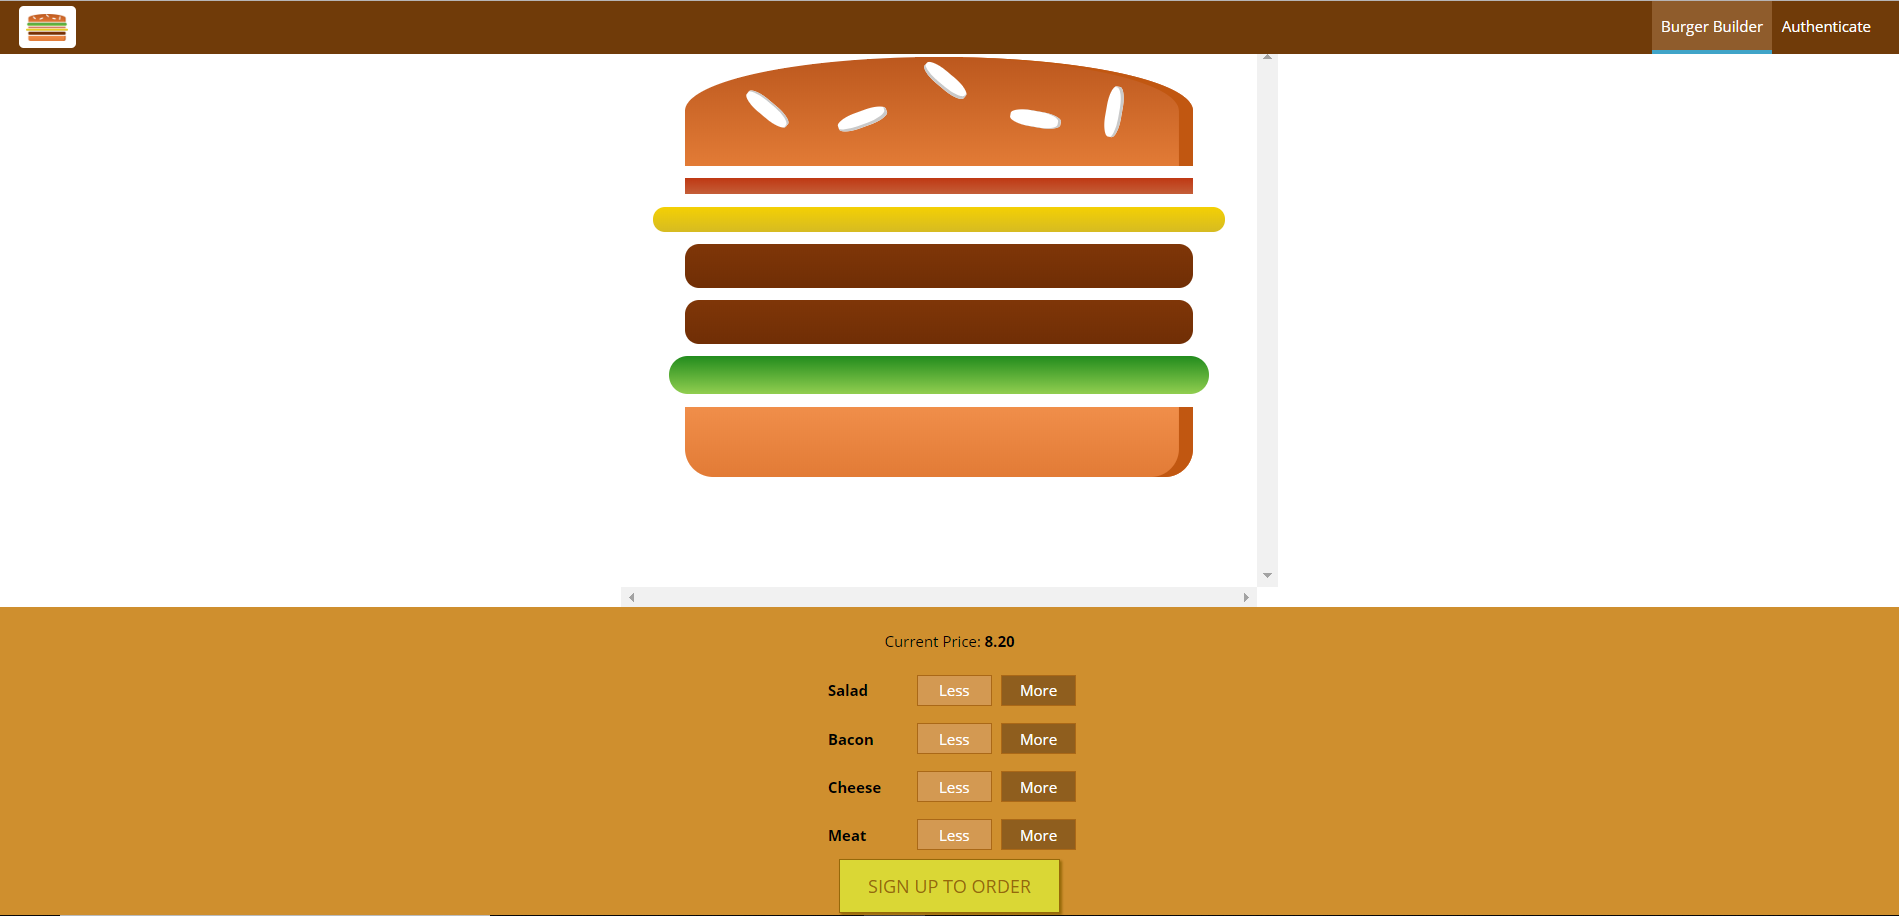 Burger Builder Authenticate
Current Price: 8.20
Salad Less More
Bacon Less More
Cheese Less More
Meat Less More
SIGN UP TO ORDER